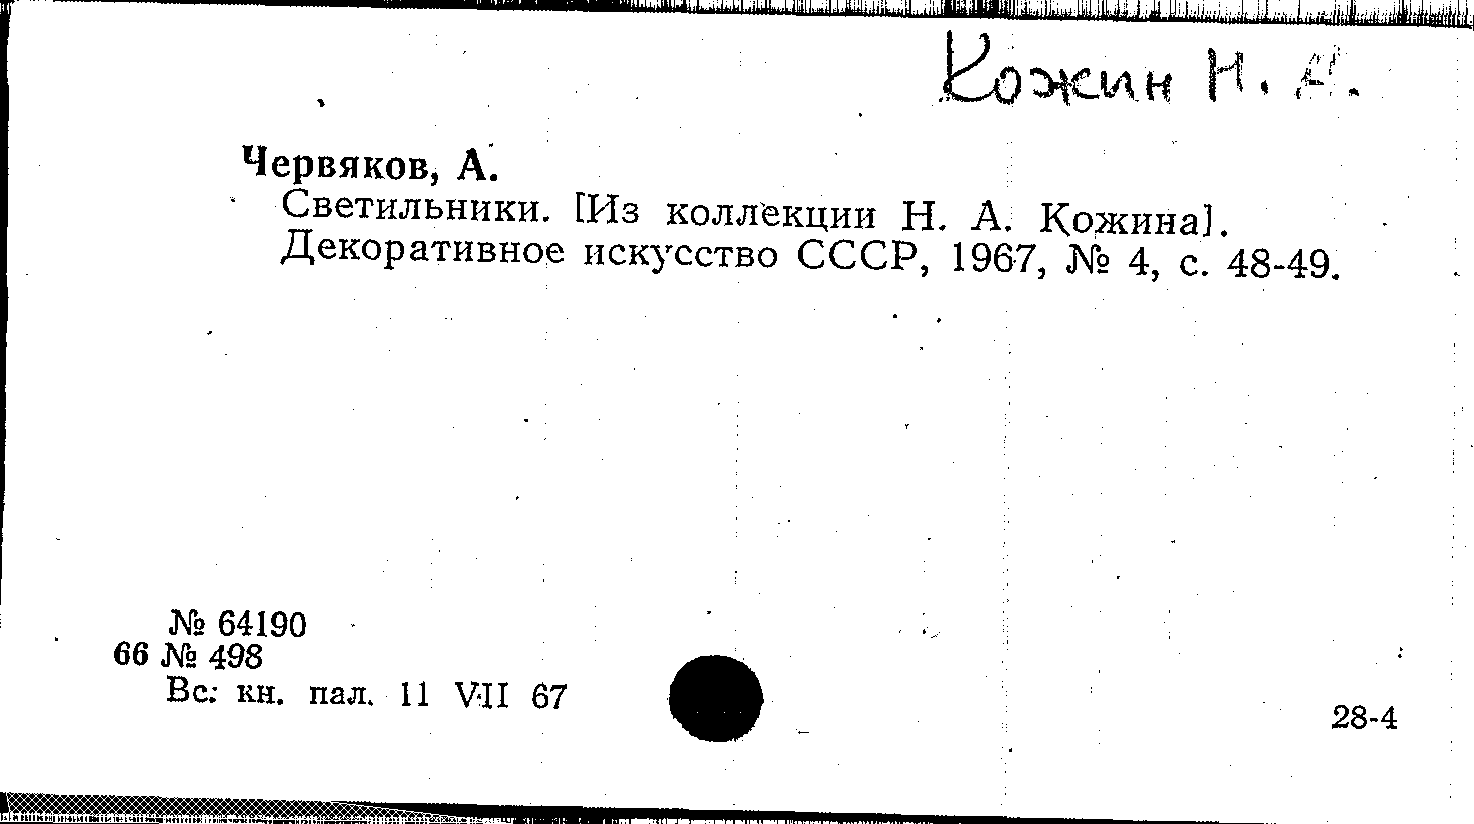 Кожин Н. А.
Червяков, А.
Светильники. [Из коллекции Н. А. Кожина].
Декоративное искусство СССР, 1967, № 4, с. 48-49.
№ 64190
66 № 498
Вс. кн. пал. 11 VII 67
28-4